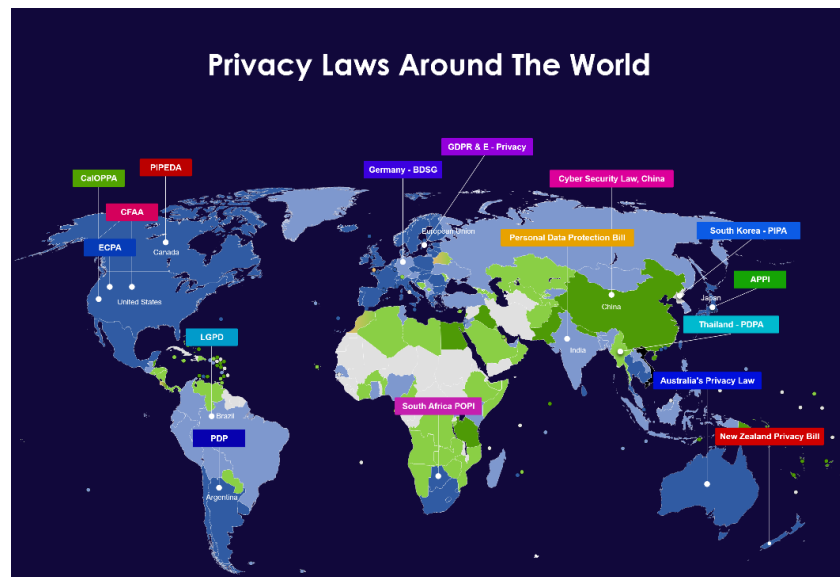 Privacy Laws Around The World
GDPR & E - Privacy
PiPEDA
Germany - BDSG
CalOPPA
Cyber Security Law, China
CFAA
European Union
Personal Data Protection Bill
South Korea - PIPA
ECPA
Canada
APPI
United States
China
Japan
Thailand - PDPA
LGPD
India
Australia's Privacy Law
South Africa POPI
Brazil
New Zealand Privacy Bill
PDP
Argentina